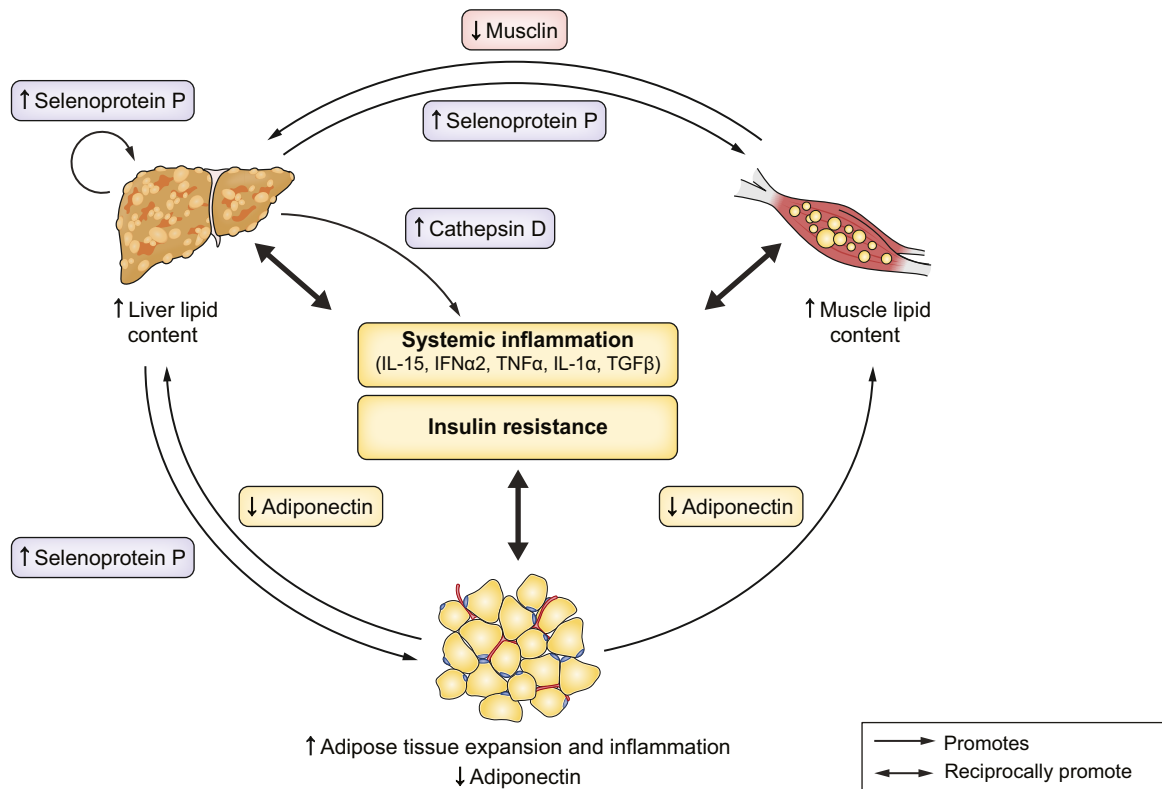 ↓ Musclin
↑ Selenoprotein P
↑ Selenoprotein P
↑ Cathepsin D
↑ Liver lipid
content
↑ Muscle lipid
content
Systemic inflammation
(IL-15, IFNα2, TNFα, IL-1α, TGFβ)
Insulin resistance
↓ Adiponectin
↓ Adiponectin
↑ Selenoprotein P
↑ Adipose tissue expansion and inflammation
↓ Adiponectin
Promotes
Reciprocally promote